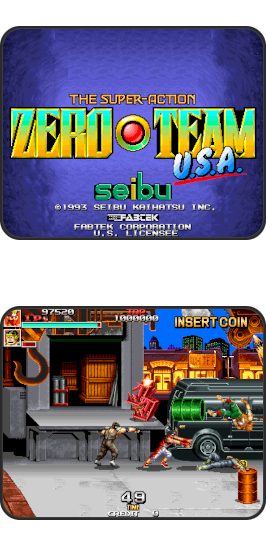 THE SUPER-ACTION
ZERO TEAM
U.S.A.
seibu
©1993 SEIBU KAIHATSU INC.
FABTEK
FABTEK CORPORATION
U.S. LICENSEE
97520
TOP
1000000
INSERT COIN
1P
49
TIME
CREDIT 0